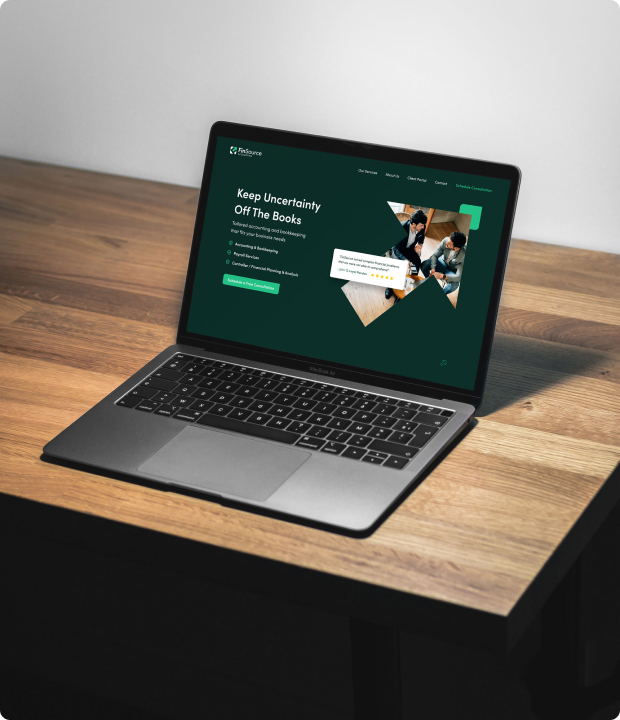 FinSource
Our Services
About Us
Client Portal
Contact
Schedule Consultation
Keep Uncertainty
Off The Books
Tailored accounting and bookkeeping
that fits your business needs
Accounting & Bookkeeping
Payroll Services
Controller / Financial Planning & Analysis
Schedule a Free Consultation
MacBook Air